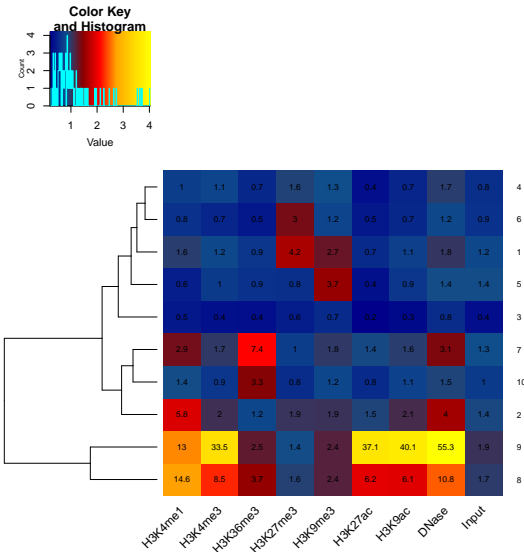 Color Key
and Histogram
Count
0 1 2 3 4
1 2 3 4
Value
1 1.1 0.7 1.6 1.3 0.4 0.7 1.7 0.8 4
0.8 0.7 0.5 3 1.2 0.5 0.7 1.2 0.9 6
1.6 1.2 0.9 4.2 2.7 0.7 1.1 1.8 1.2 1
0.6 1 0.9 0.8 3.7 0.4 0.9 1.4 1.4 5
0.5 0.4 0.4 0.6 0.7 0.3 0.8 0.4 3
2.9 1.7 7.4 1 1.8 1.4 1.6 3.1 1.3 7
1.4 0.9 3.3 0.8 1.2 0.8 1.1 1.5 1 10
5.8 2 1.2 1.9 1.9 1.5 2.1 4 1.4 2
13 33.5 2.5 1.4 2.4 37.1 40.1 55.3 1.9 9
14.6 8.5 3.7 1.6 2.4 6.2 6.1 10.8 1.7 8
H3K4me1 H3K4me3 H3K36me3 H3K27me3 H3K9me3 H3K27ac H3K9ac DNase Input